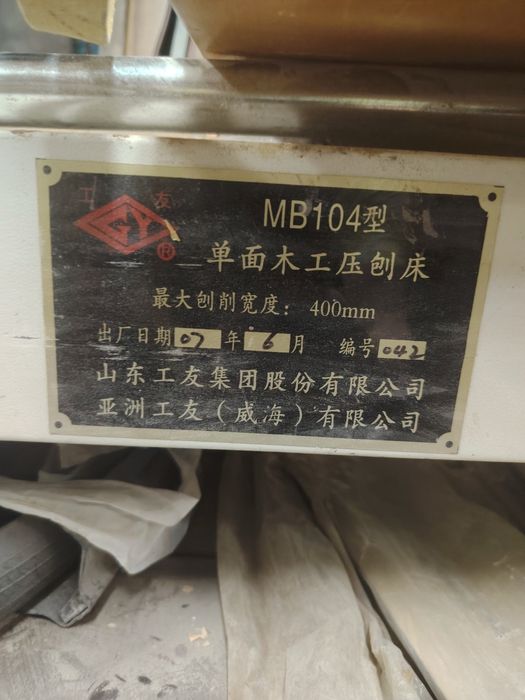 工 友
GY
®
MB104型
单面木工压刨床
最大刨削宽度: 400mm
出厂日期 07 年 6 月 编号 042
山东工友集团股份有限公司
亚洲工友(威海)有限公司